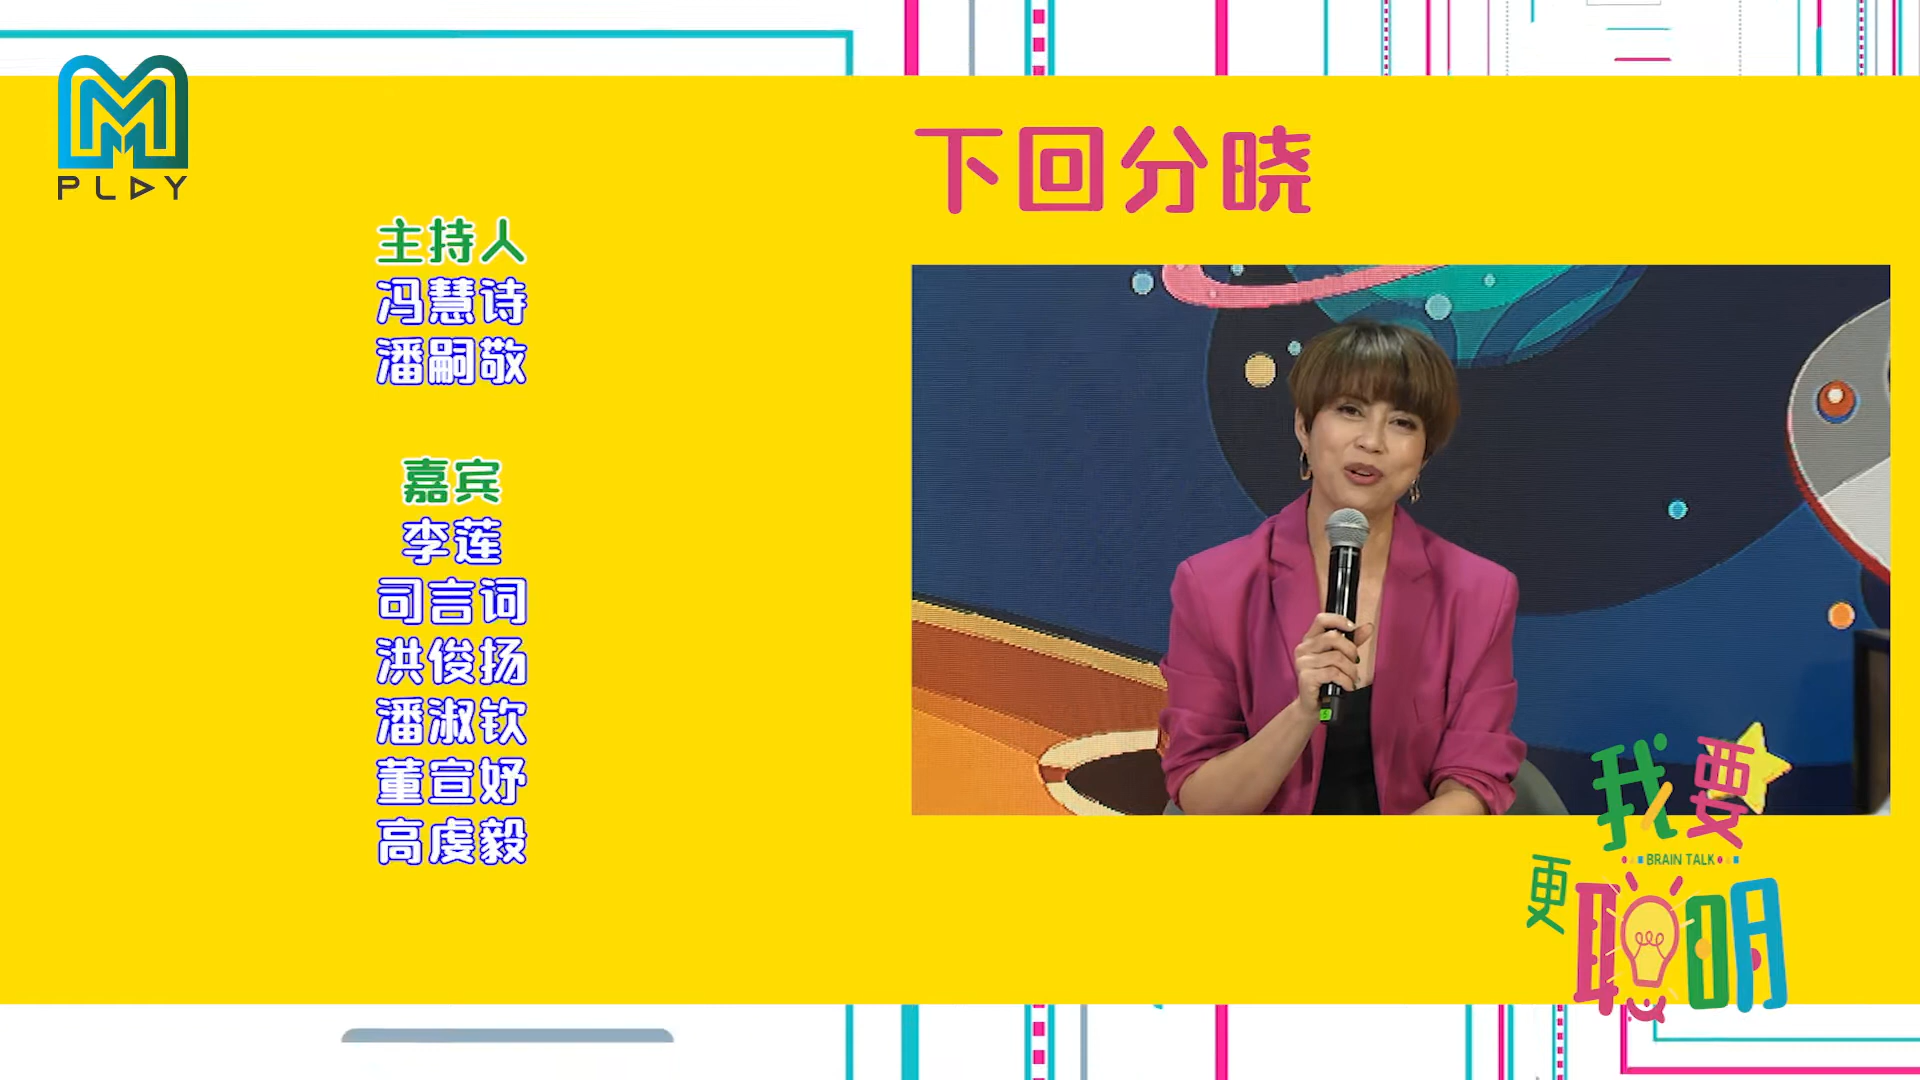 M
PLAY
下回分晓
主持人
冯慧诗
潘嗣敬
嘉宾
李莲
司言词
洪俊扬
潘淑钦
董宣妤
高虔毅
我要
BRAIN TALK
更聪明